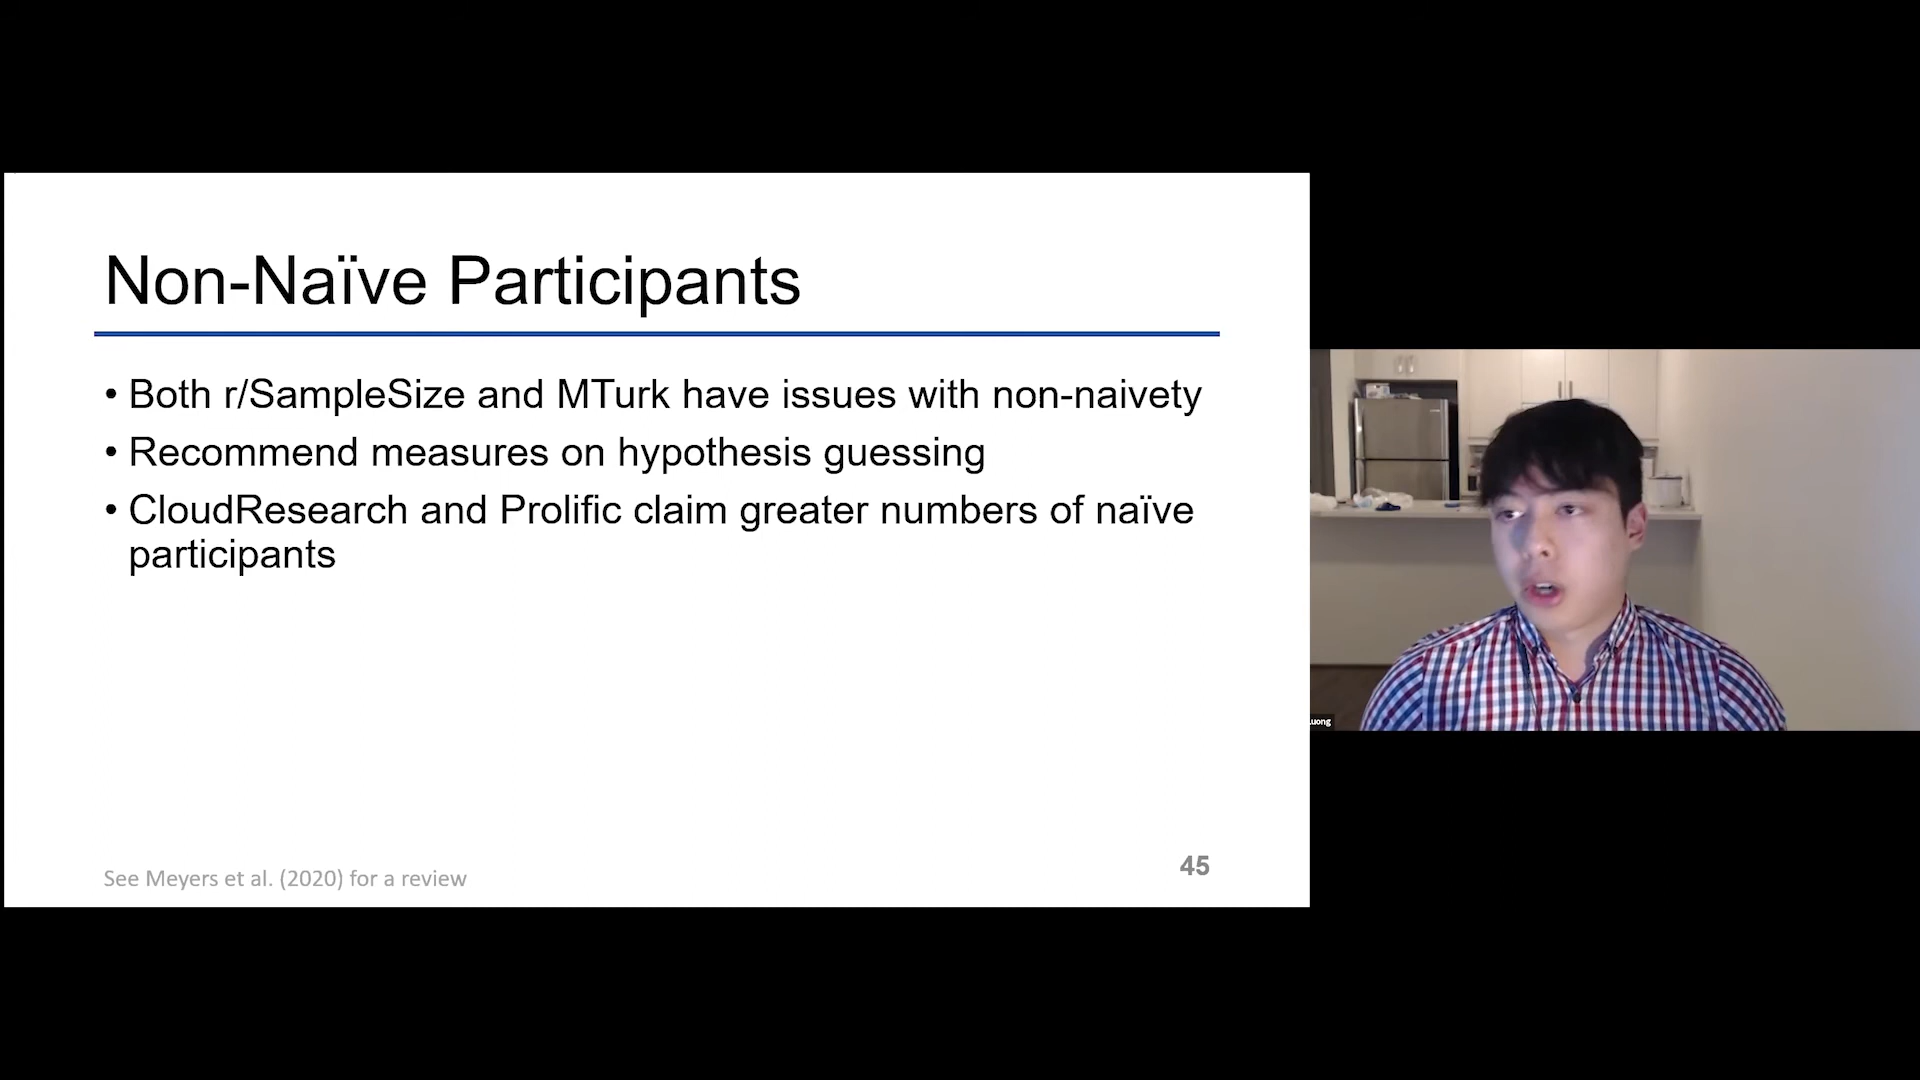 Non-Naïve Participants
• Both r/SampleSize and MTurk have issues with non-naivety
• Recommend measures on hypothesis guessing
• CloudResearch and Prolific claim greater numbers of naïve
participants
See Meyers et al. (2020) for a review
45